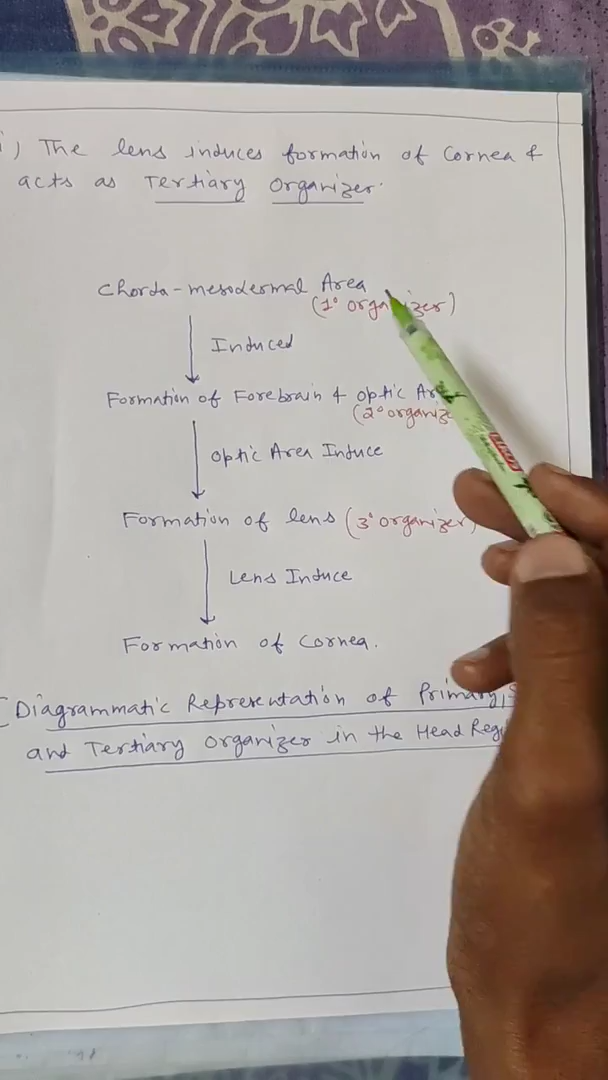 i) The lens induces formation of Cornea &
acts as Tertiary Organizer.
Chorda-mesodermal Area
(1° organizer)
Induced
Formation of Forebrain & optic
(2° organiz
optic Area Induce
Formation of lens (3° organizer)
Lens Induce
Formation of Cornea.
[Diagrammatic Representation of Primary,
and Tertiary Organizer in the Head